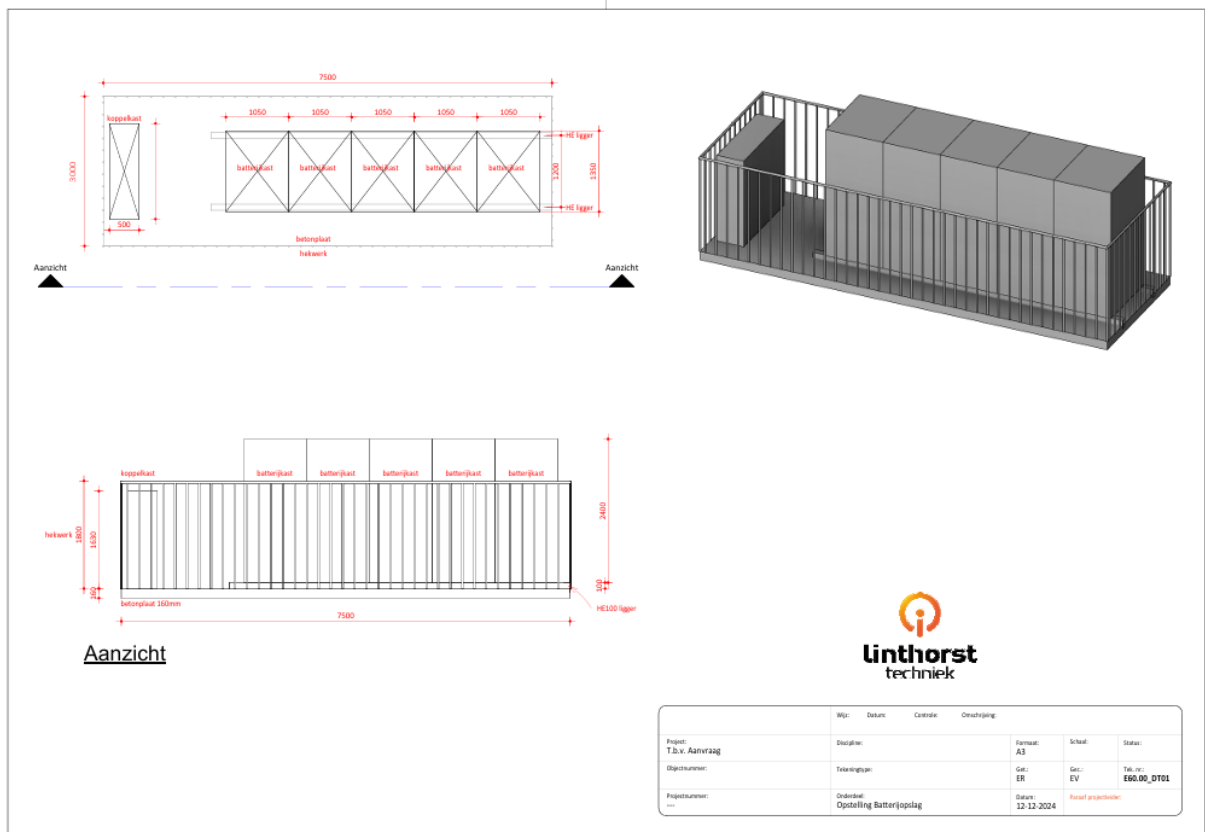 7500
koppelkast
1050
1050
1050
1050
1050
HE ligger
batterijkast
batterijkast
batterijkast
batterijkast
batterijkast
3000
1200
1350
HE ligger
500
betonplaat
hekwerk
Aanzicht
Aanzicht
koppelkast
batterijkast
batterijkast
batterijkast
batterijkast
batterijkast
hekwerk
1800
1630
2400
100
160
betonplaat 160mm
HE100 ligger
7500
Aanzicht
linthorst
techniek
Wijz: Datum: Controle: Omschrijving:
Project:
T.b.v. Aanvraag
Discipline:
Formaat:
A3
Schaal:
Status:
Objectnummer:
Tekeningtype:
Get.:
ER
Gez.:
EV
Tek. nr.:
E60.00_DT01
Projectnummer:
---
Onderdeel:
Opstelling Batterijopslag
Datum:
12-12-2024
Paraaf projectleider: